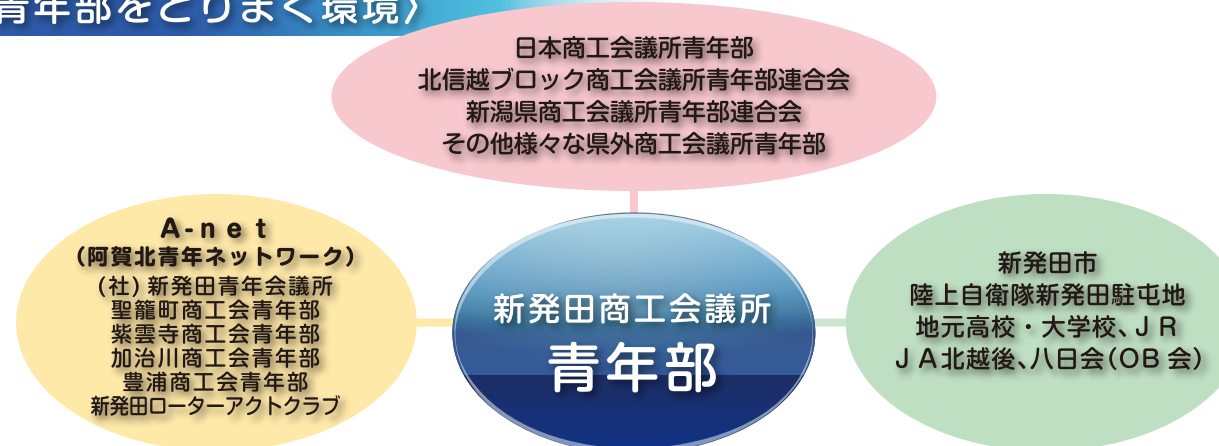 青年部をとりまく環境〉
日本商工会議所青年部
北信越ブロック商工会議所青年部連合会
新潟県商工会議所青年部連合会
その他様々な県外商工会議所青年部
A-net
（阿賀北青年ネットワーク）
(社)新発田青年会議所
聖籠町商工会青年部
紫雲寺商工会青年部
加治川商工会青年部
豊浦商工会青年部
新発田ローターアクトクラブ
新発田商工会議所
青年部
新発田市
陸上自衛隊新発田駐屯地
地元高校・大学校、ＪＲ
ＪＡ北越後、八日会(OB会)